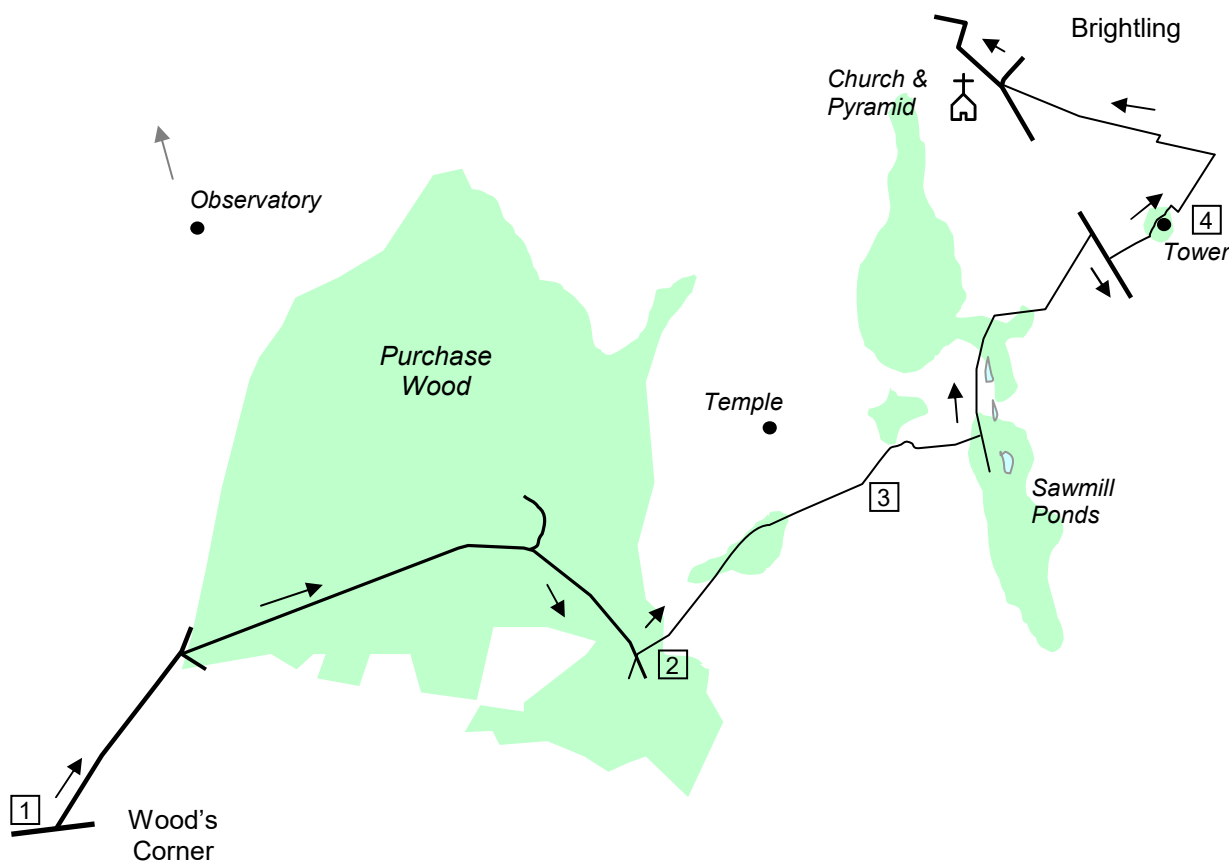 Brightling
Church &
Pyramid
Observatory
4
Tower
Purchase
Wood
Temple
3
Sawmill
Ponds
2
1
Wood's
Corner